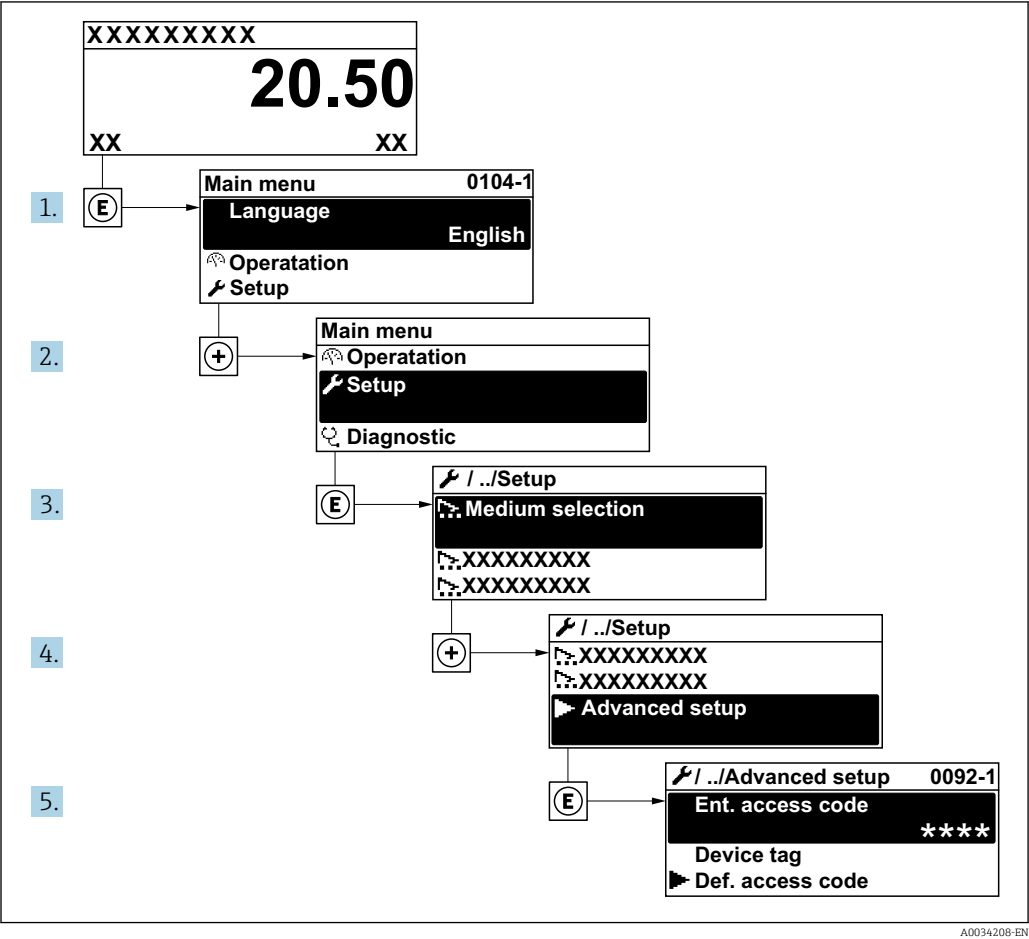 XXXXXXXXX
20.50
XX XX
1. E Main menu 0104-1
Language
English
Operatation
Setup
2. + Main menu
Operatation
Setup
Diagnostic
3. E / ../Setup
Medium selection
XXXXXXXXX
XXXXXXXXX
4. + / ../Setup
XXXXXXXXX
XXXXXXXXX
Advanced setup
5. E / ../Advanced setup 0092-1
Ent. access code
****
Device tag
Def. access code
A0034208-EN